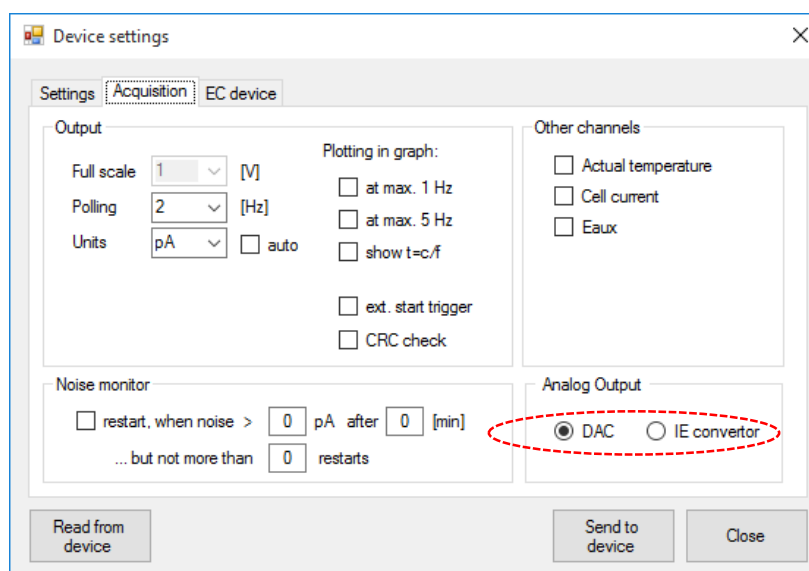 Device settings
Settings Acquisition EC device
Output
Full scale 1 [V]
Polling 2 [Hz]
Units pA auto
Plotting in graph:
at max. 1 Hz
at max. 5 Hz
show t=c/f
ext. start trigger
CRC check
Other channels
Actual temperature
Cell current
Eaux
Noise monitor
restart, when noise > 0 pA after 0 [min]
... but not more than 0 restarts
Analog Output
DAC IE convertor
Read from
device
Send to
device
Close